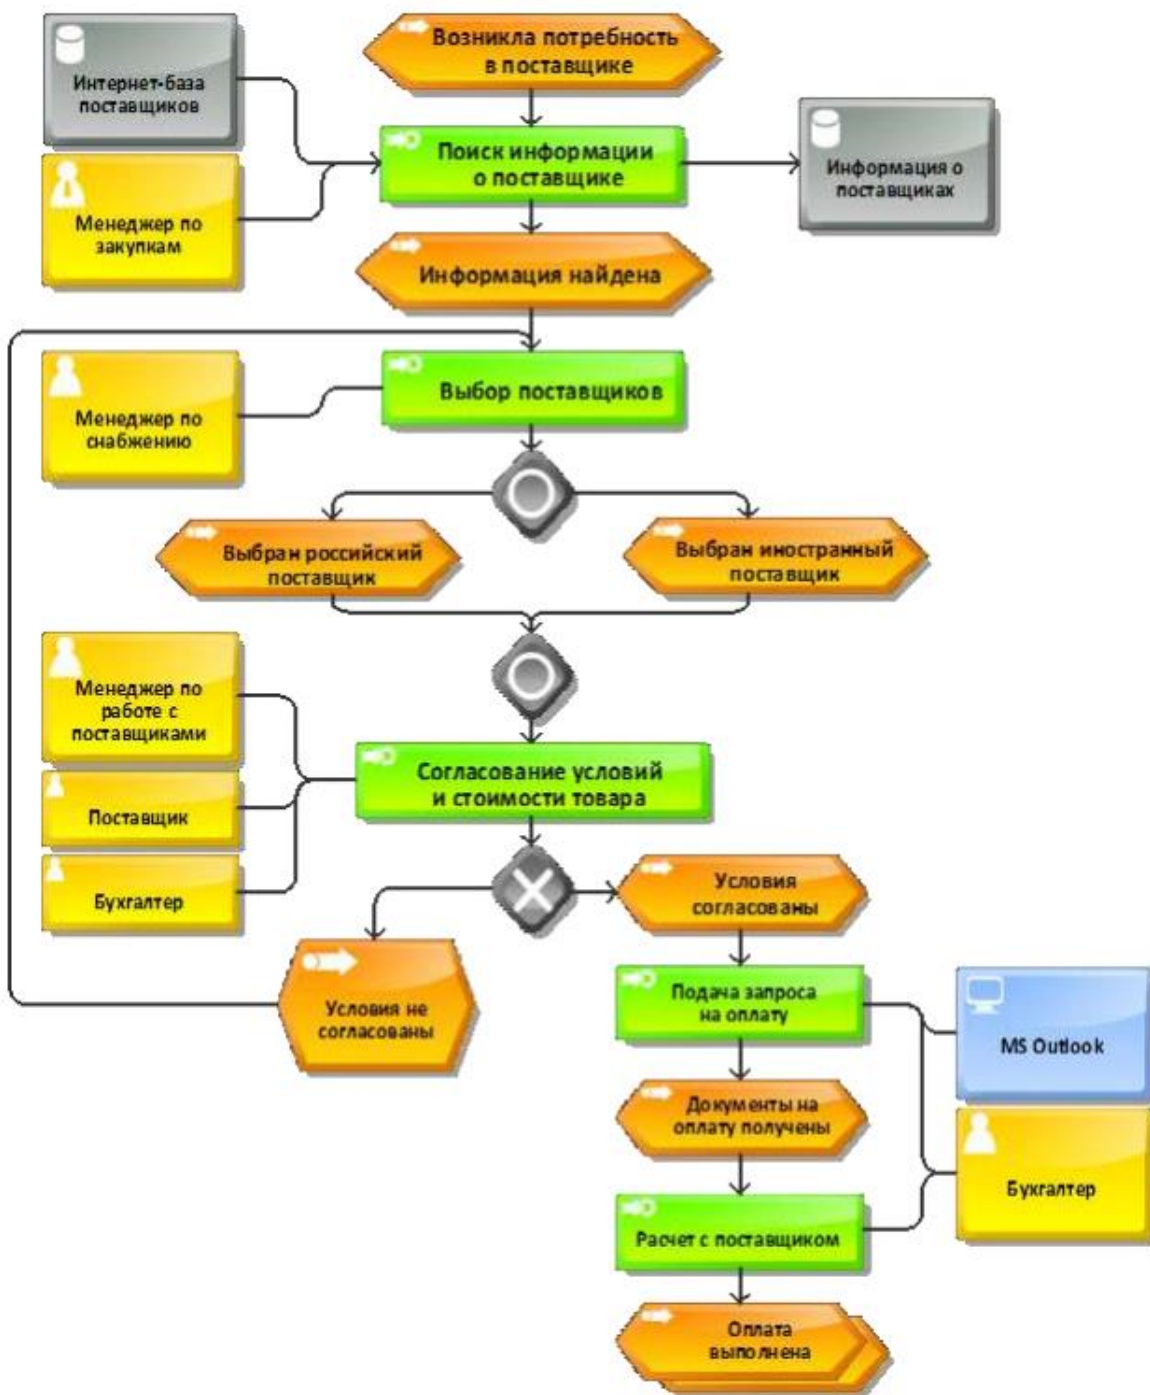 Возникла потребность
в поставщике
Интернет-база
поставщиков
Поиск информации
о поставщике
Информация о
поставщиках
Менеджер по
закупкам
Информация найдена
Выбор поставщиков
Менеджер по
снабжению
Выбран российский
поставщик
Выбран иностранный
поставщик
Менеджер по
работе с
поставщиками
Согласование условий
и стоимости товара
Поставщик
Бухгалтер
Условия
согласованы
Условия не
согласованы
Подача запроса
на оплату
MS Outlook
Документы на
оплату получены
Бухгалтер
Расчет с поставщиком
Оплата
выполнена